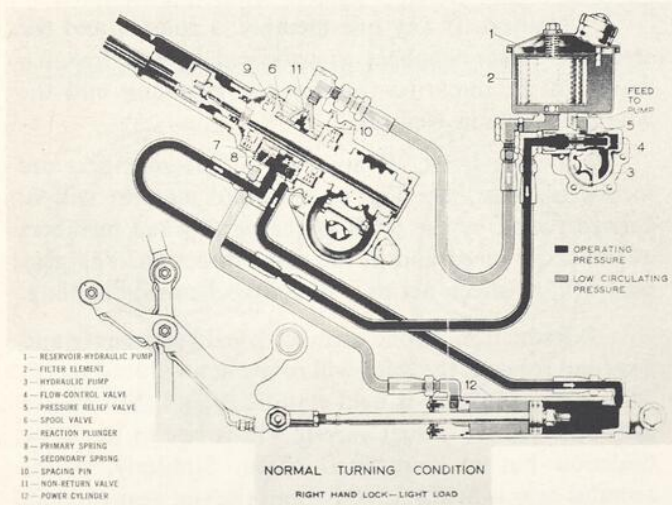 1
2
FEED
TO
PUMP
5
4
3
9 6 11
10
7
8
OPERATING
PRESSURE
LOW CIRCULATING
PRESSURE
12
1 — RESERVOIR-HYDRAULIC PUMP
2 — FILTER ELEMENT
3 — HYDRAULIC PUMP
4 — FLOW-CONTROL VALVE
5 — PRESSURE RELIEF VALVE
6 — SPOOL VALVE
7 — REACTION PLUNGER
8 — PRIMARY SPRING
9 — SECONDARY SPRING
10 — SPACING PIN
11 — NON-RETURN VALVE
12 — POWER CYLINDER
NORMAL TURNING CONDITION
RIGHT HAND LOCK—LIGHT LOAD